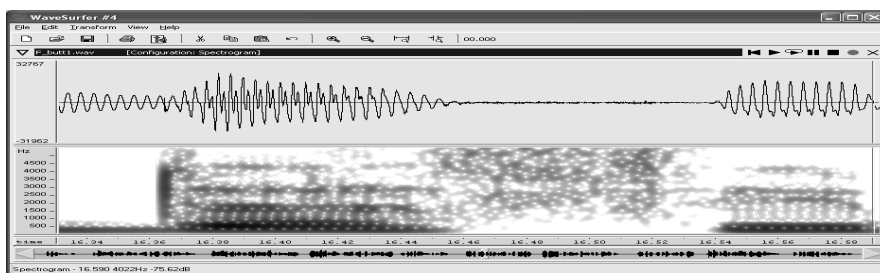 WaveSurfer #4
File Edit Transform View Help
00.000
F_butt1.wav [Configuration: Spectrogram]
32767
-31962
Hz
4500
4000
3500
3000
2500
2000
1500
1000
500
time 16.34 16.36 16.38 16.40 16.42 16.44 16.46 16.48 16.50 16.52 16.54 16.56 16.58
Spectrogram - 16.590 4022Hz -75.62dB